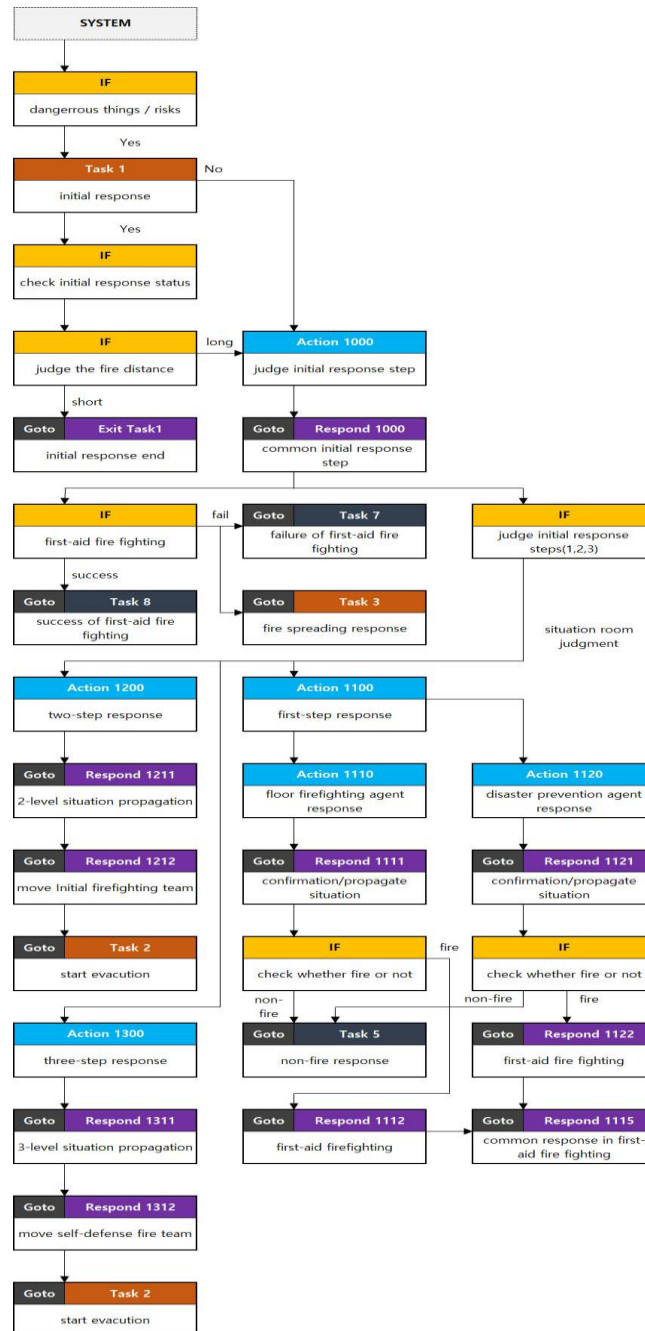 SYSTEM
IF
dangerrous things / risks
Yes
Task 1
No
initial response
Yes
IF
check initial response status
IF
judge the fire distance
long
Action 1000
judge initial response step
short
Goto Exit Task1
initial response end
Goto Respond 1000
common initial response
step
IF
first-aid fire fighting
fail
Goto Task 7
failure of first-aid fire
fighting
IF
judge initial response
steps(1,2,3)
success
Goto Task 8
success of first-aid fire
fighting
Goto Task 3
fire spreading response
situation room
judgment
Action 1200
two-step response
Action 1100
first-step response
Goto Respond 1211
2-level situation propagation
Action 1110
floor firefighting agent
response
Action 1120
disaster prevention agent
response
Goto Respond 1212
move Initial firefighting team
Goto Respond 1111
confirmation/propagate
situation
Goto Respond 1121
confirmation/propagate
situation
Goto Task 2
start evacution
IF
check whether fire or not
fire
IF
check whether fire or not
non-
fire
non-fire
fire
Action 1300
three-step response
Goto Task 5
non-fire response
Goto Respond 1122
first-aid fire fighting
Goto Respond 1311
3-level situation propagation
Goto Respond 1112
first-aid firefighting
Goto Respond 1115
common response in first-
aid fire fighting
Goto Respond 1312
move self-defense fire team
Goto Task 2
start evacution